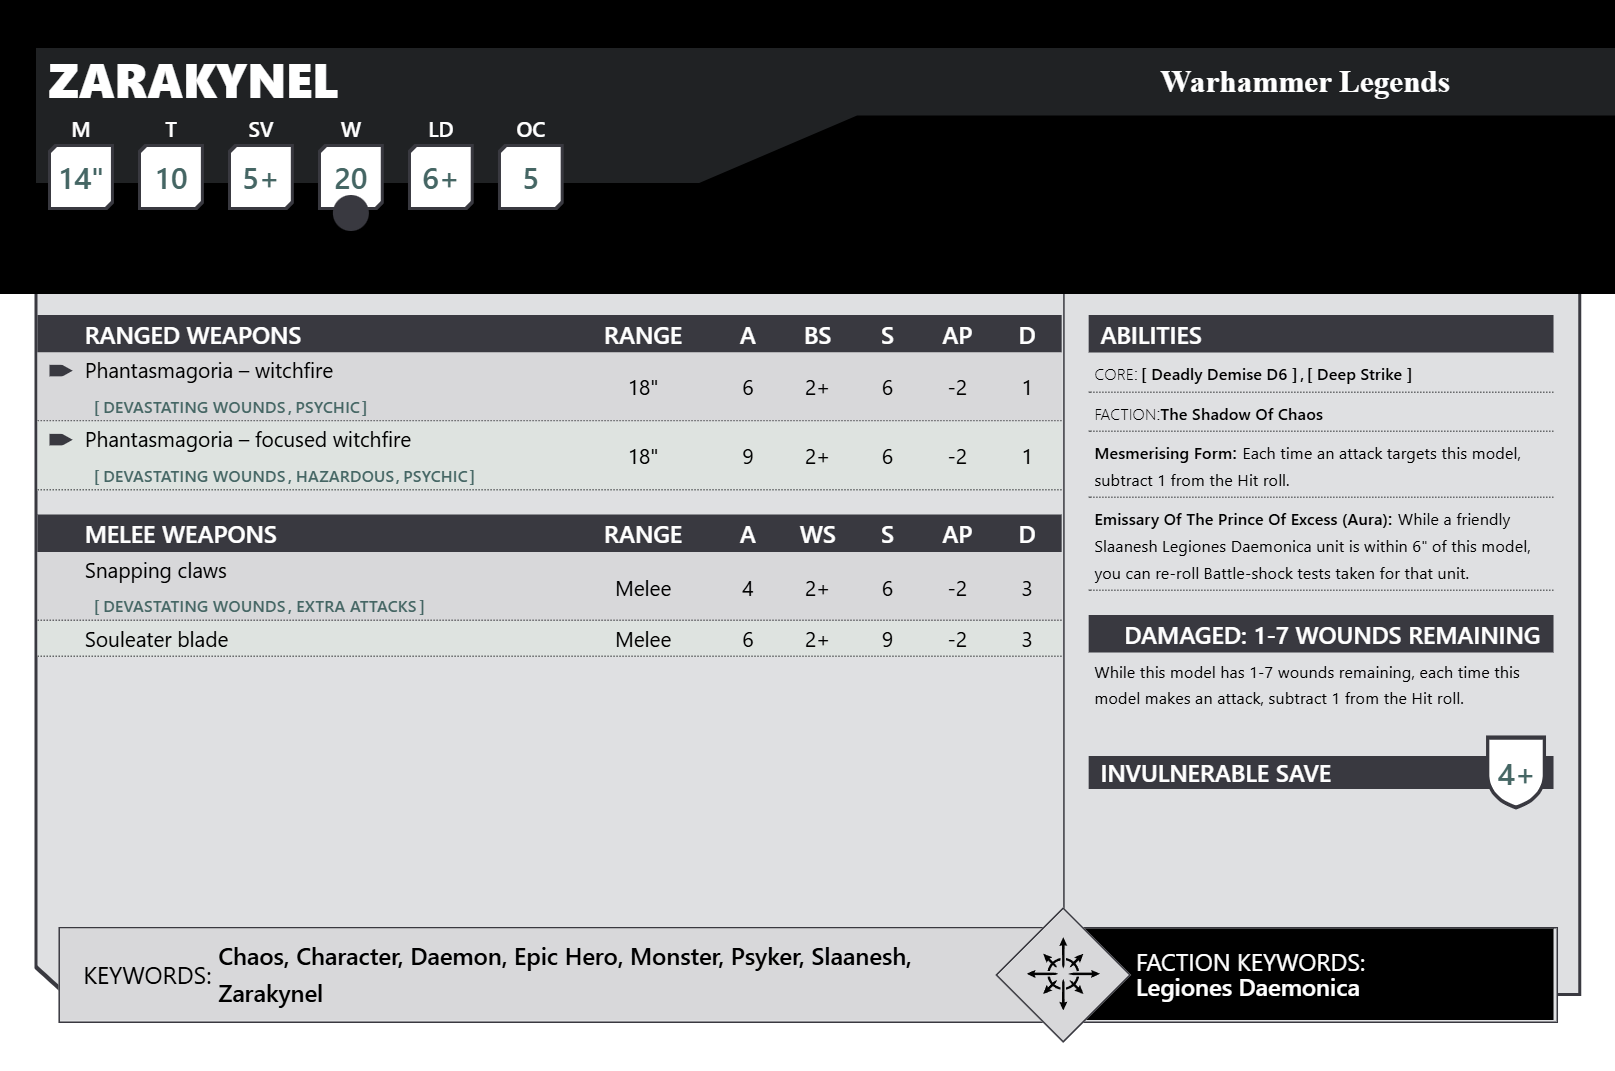 ZARAKYNEL
Warhammer Legends
M T SV W LD OC
14" 10 5+ 20 6+ 5
RANGED WEAPONS RANGE A BS S AP D
Phantasmagoria – witchfire
[ DEVASTATING WOUNDS, PSYCHIC] 18" 6 2+ 6 -2 1
Phantasmagoria – focused witchfire
[ DEVASTATING WOUNDS, HAZARDOUS, PSYCHIC] 18" 9 2+ 6 -2 1
MELEE WEAPONS RANGE A WS S AP D
Snapping claws
[ DEVASTATING WOUNDS, EXTRA ATTACKS] Melee 4 2+ 6 -2 3
Souleater blade Melee 6 2+ 9 -2 3
ABILITIES
CORE: [ Deadly Demise D6 ] , [ Deep Strike ]
FACTION:The Shadow Of Chaos
Mesmerising Form: Each time an attack targets this model,
subtract 1 from the Hit roll.
Emissary Of The Prince Of Excess (Aura): While a friendly
Slaanesh Legiones Daemonica unit is within 6" of this model,
you can re-roll Battle-shock tests taken for that unit.
DAMAGED: 1-7 WOUNDS REMAINING
While this model has 1-7 wounds remaining, each time this
model makes an attack, subtract 1 from the Hit roll.
INVULNERABLE SAVE 4+
KEYWORDS: Chaos, Character, Daemon, Epic Hero, Monster, Psyker, Slaanesh,
Zarakynel
FACTION KEYWORDS:
Legiones Daemonica